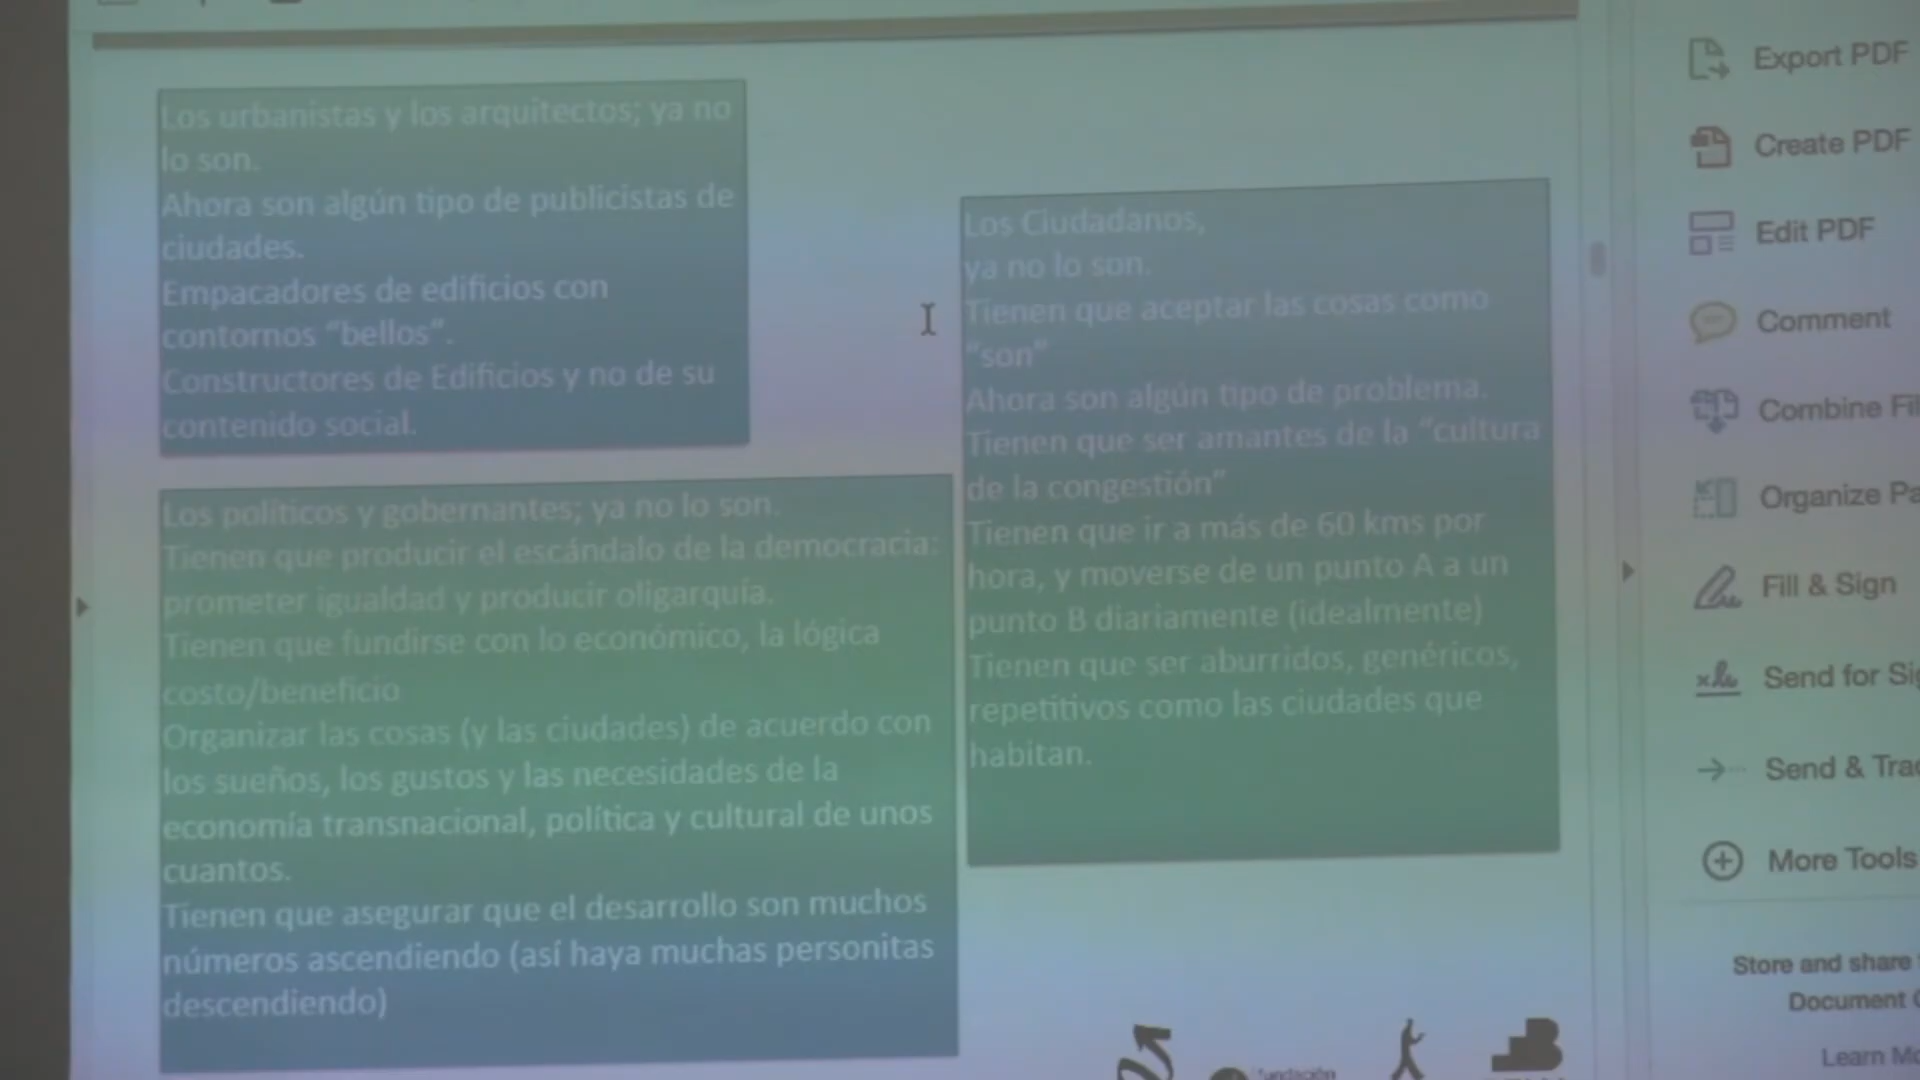 Los urbanistas y los arquitectos; ya no
lo son.
Ahora son algún tipo de publicistas de
ciudades.
Empacadores de edificios con
contornos “bellos”.
Constructores de Edificios y no de su
contenido social.
Los políticos y gobernantes; ya no lo son.
Tienen que producir el escándalo de la democracia:
prometer igualdad y producir oligarquía.
Tienen que fundirse con lo económico, la lógica
costo/beneficio
Organizar las cosas (y las ciudades) de acuerdo con
los sueños, los gustos y las necesidades de la
economía transnacional, política y cultural de unos
cuantos.
Tienen que asegurar que el desarrollo son muchos
números ascendiendo (así haya muchas personitas
descendiendo)
Los Ciudadanos,
ya no lo son.
Tienen que aceptar las cosas como
“son”
Ahora son algún tipo de problema.
Tienen que ser amantes de la “cultura
de la congestión”
Tienen que ir a más de 60 kms por
hora, y moverse de un punto A a un
punto B diariamente (idealmente)
Tienen que ser aburridos, genéricos,
repetitivos como las ciudades que
habitan.
fundación
Export PDF
Create PDF
Edit PDF
Comment
Combine Fil
Organize Pa
Fill & Sign
Send for Sig
Send & Trac
More Tools
Store and share
Document
Learn Mo